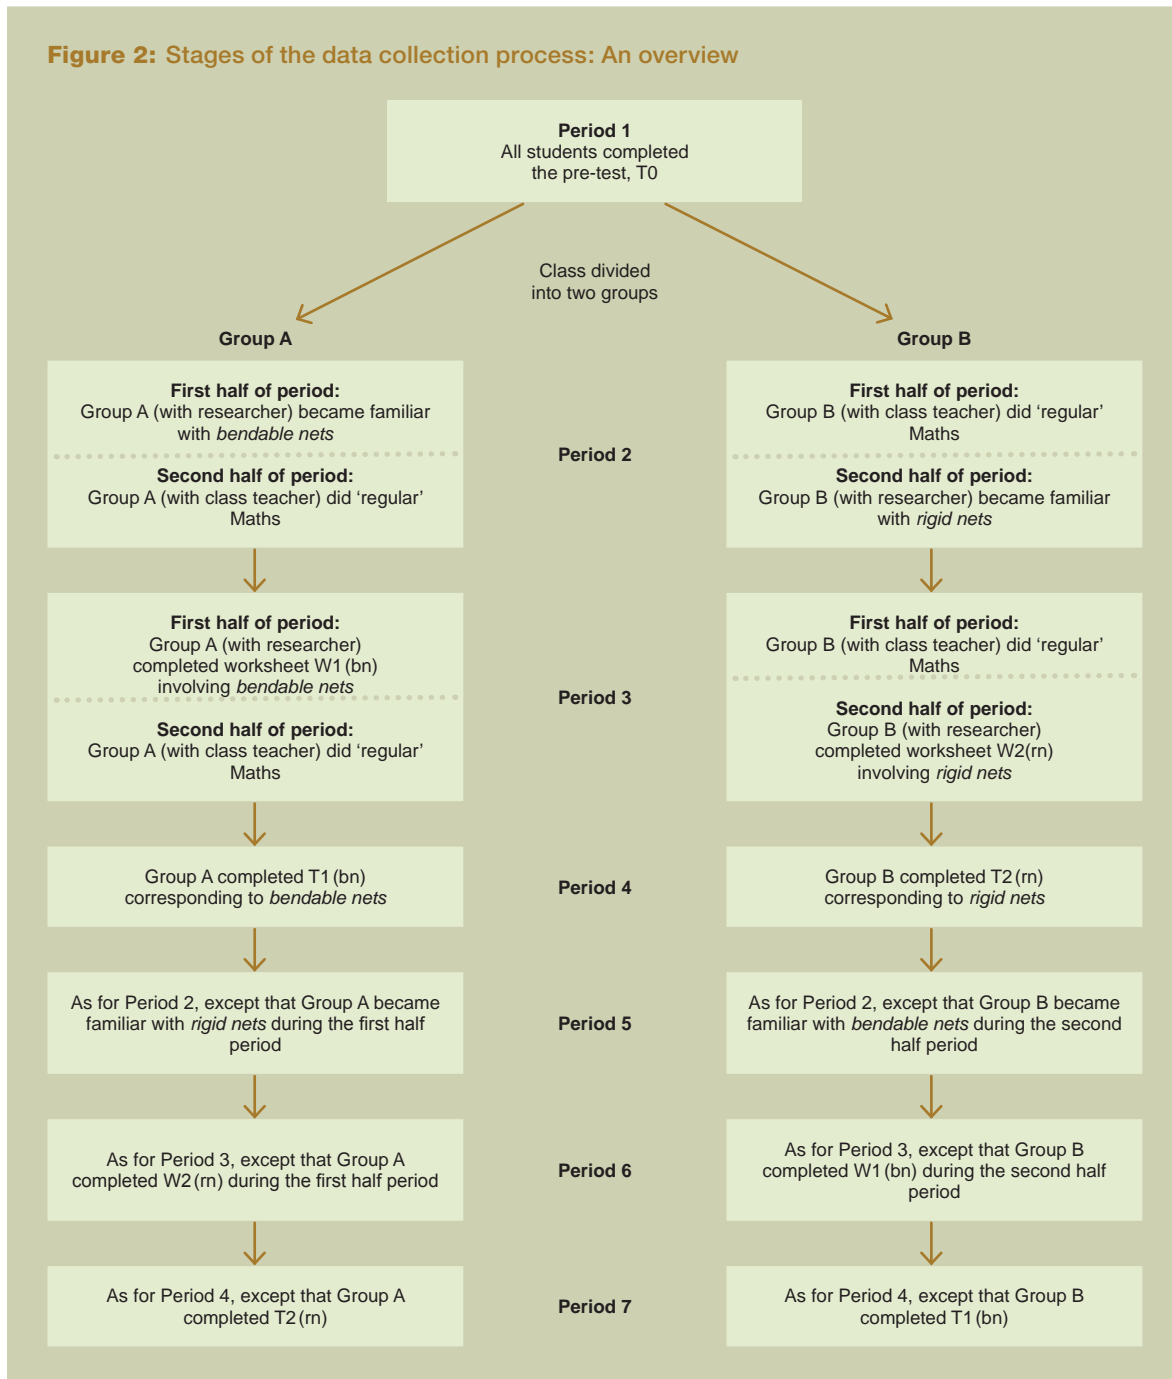 Figure 2: Stages of the data collection process: An overview
Period 1
All students completed
the pre-test, T0
Class divided
into two groups
Group A
First half of period:
Group A (with researcher) became familiar
with bendable nets
Second half of period:
Group A (with class teacher) did ‘regular’
Maths
Group B
First half of period:
Group B (with class teacher) did ‘regular’
Maths
Second half of period:
Group B (with researcher) became familiar
with rigid nets
Period 2
First half of period:
Group A (with researcher)
completed worksheet W1(bn)
involving bendable nets
Second half of period:
Group A (with class teacher) did ‘regular’
Maths
Period 3
First half of period:
Group B (with class teacher) did ‘regular’
Maths
Second half of period:
Group B (with researcher)
completed worksheet W2(rn)
involving rigid nets
Group A completed T1(bn)
corresponding to bendable nets
Period 4
Group B completed T2(rn)
corresponding to rigid nets
As for Period 2, except that Group A became
familiar with rigid nets during the first half
period
Period 5
As for Period 2, except that Group B became
familiar with bendable nets during the second
half period
As for Period 3, except that Group A
completed W2(rn) during the first half period
Period 6
As for Period 3, except that Group B
completed W1(bn) during the second half
period
As for Period 4, except that Group A
completed T2(rn)
Period 7
As for Period 4, except that Group B
completed T1(bn)